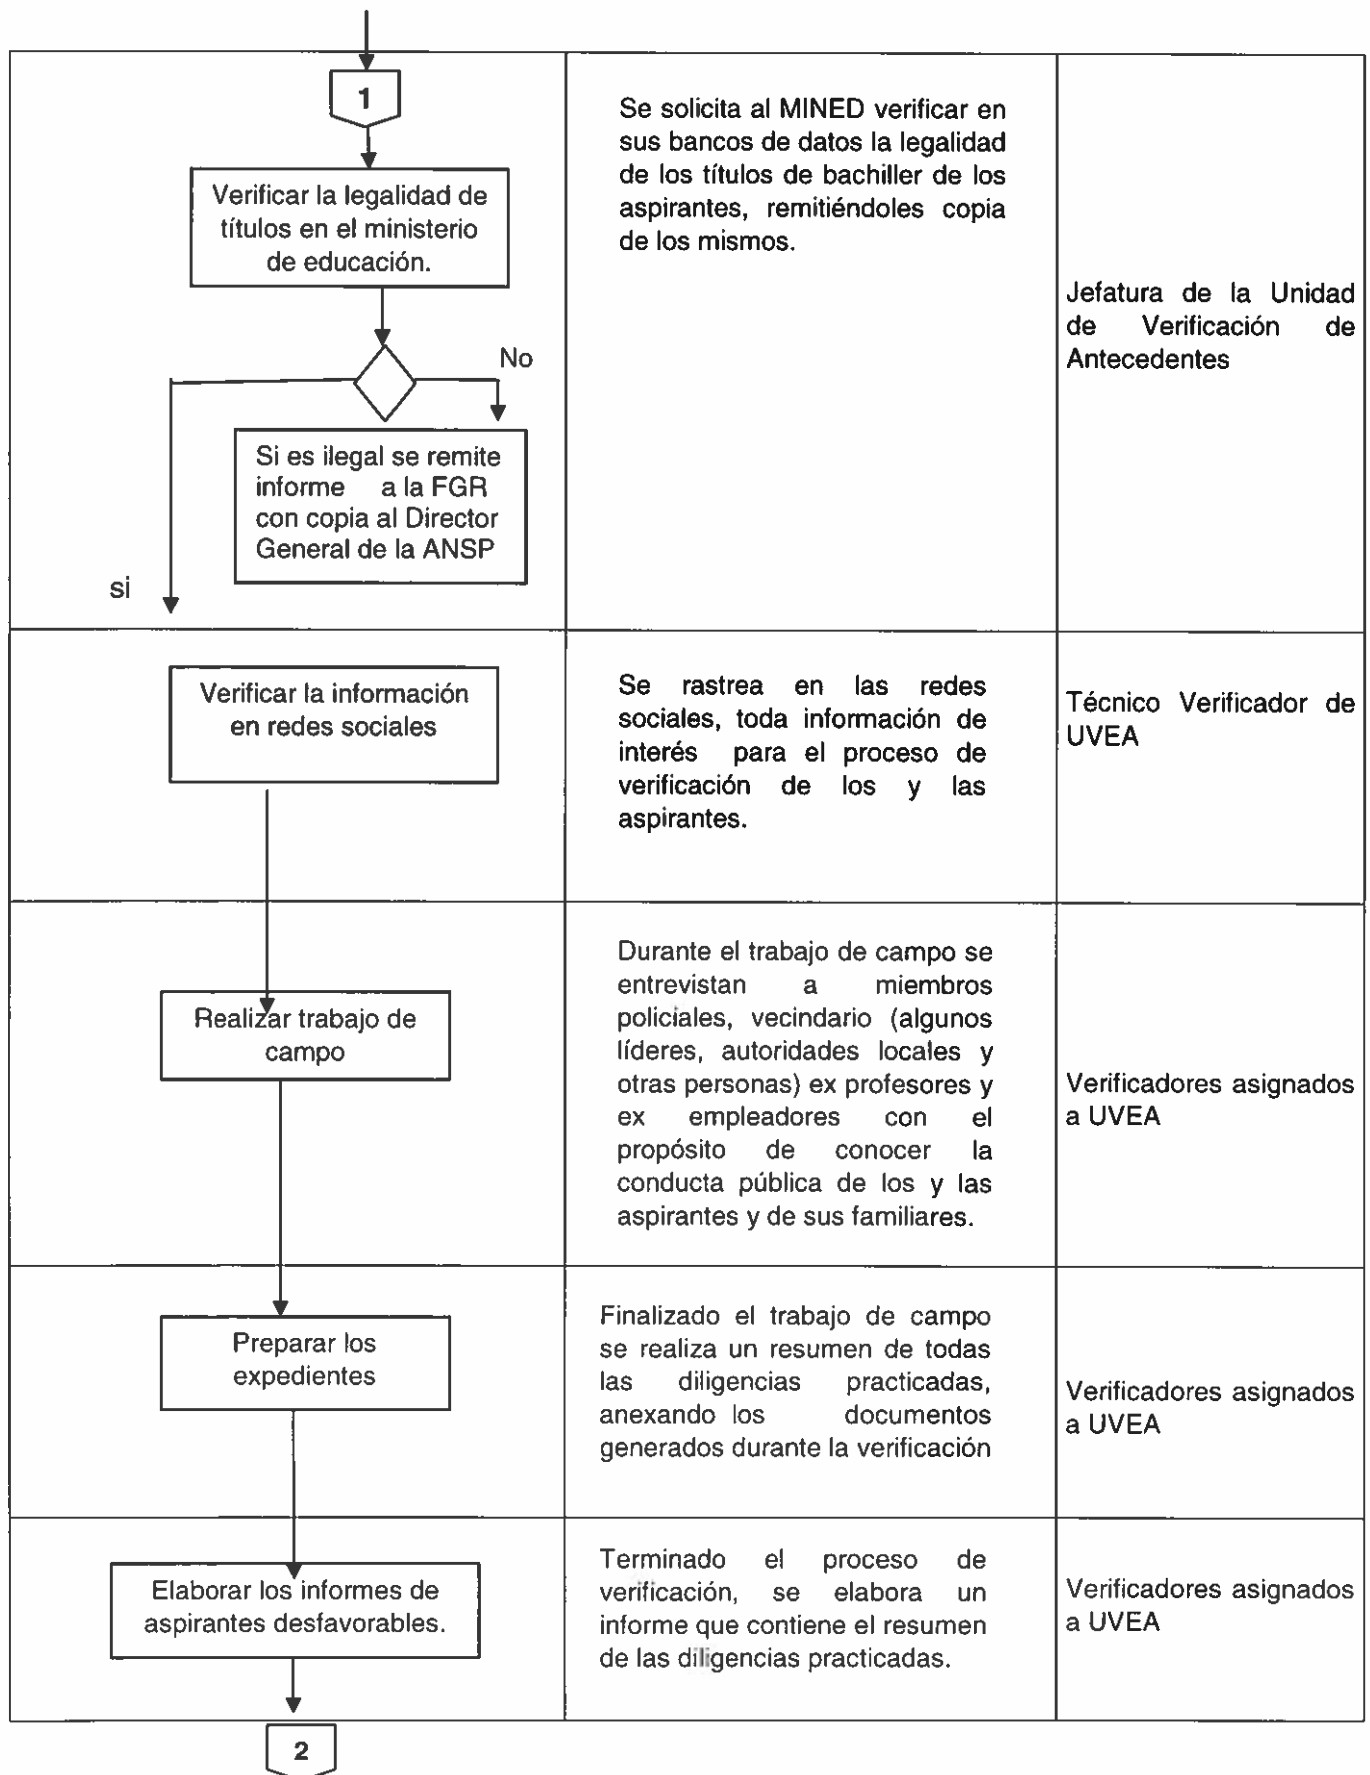 1
Verificar la legalidad de
títulos en el ministerio
de educación.
No
Si es ilegal se remite
informe a la FGR
con copia al Director
General de la ANSP
si
Se solicita al MINED verificar en
sus bancos de datos la legalidad
de los títulos de bachiller de los
aspirantes, remitiéndoles copia
de los mismos.
Jefatura de la Unidad
de Verificación de
Antecedentes
Verificar la información
en redes sociales
Se rastrea en las redes
sociales, toda información de
interés para el proceso de
verificación de los y las
aspirantes.
Técnico Verificador de
UVEA
Realizar trabajo de
campo
Durante el trabajo de campo se
entrevistan a miembros
policiales, vecindario (algunos
líderes, autoridades locales y
otras personas) ex profesores y
ex empleadores con el
propósito de conocer la
conducta pública de los y las
aspirantes y de sus familiares.
Verificadores asignados
a UVEA
Preparar los
expedientes
Finalizado el trabajo de campo
se realiza un resumen de todas
las diligencias practicadas,
anexando los documentos
generados durante la verificación
Verificadores asignados
a UVEA
Elaborar los informes de
aspirantes desfavorables.
Terminado el proceso de
verificación, se elabora un
informe que contiene el resumen
de las diligencias practicadas.
Verificadores asignados
a UVEA
2